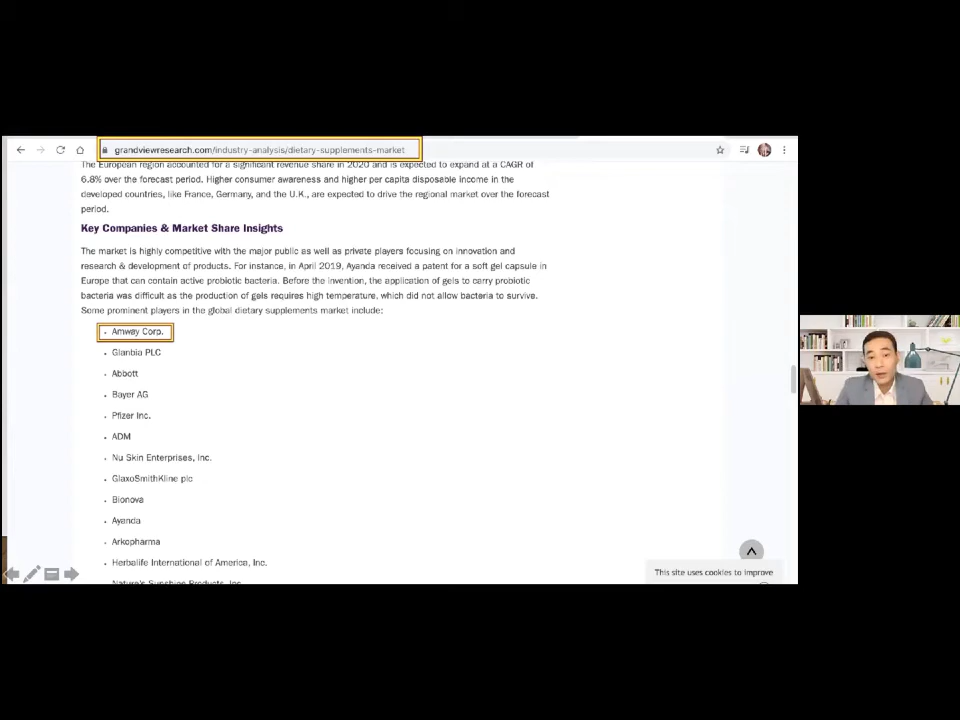 grandviewresearch.com/industry-analysis/dietary-supplements-market
The European region accounted for a significant revenue share in 2020 and is expected to expand at a CAGR of
6.8% over the forecast period. Higher consumer awareness and higher per capita disposable income in the
developed countries, like France, Germany, and the U.K., are expected to drive the regional market over the forecast
period.
Key Companies & Market Share Insights
The market is highly competitive with the major public as well as private players focusing on innovation and
research & development of products. For instance, in April 2019, Ayanda received a patent for a soft gel capsule in
Europe that can contain active probiotic bacteria. Before the invention, the application of gels to carry probiotic
bacteria was difficult as the production of gels requires high temperature, which did not allow bacteria to survive.
Some prominent players in the global dietary supplements market include:
• Amway Corp.
• Glanbia PLC
• Abbott
• Bayer AG
• Pfizer Inc.
• ADM
• Nu Skin Enterprises, Inc.
• GlaxoSmithKline plc
• Bionova
• Ayanda
• Arkopharma
• Herbalife International of America, Inc.
Nature's Sunshine Products, Inc.
This site uses cookies to improve